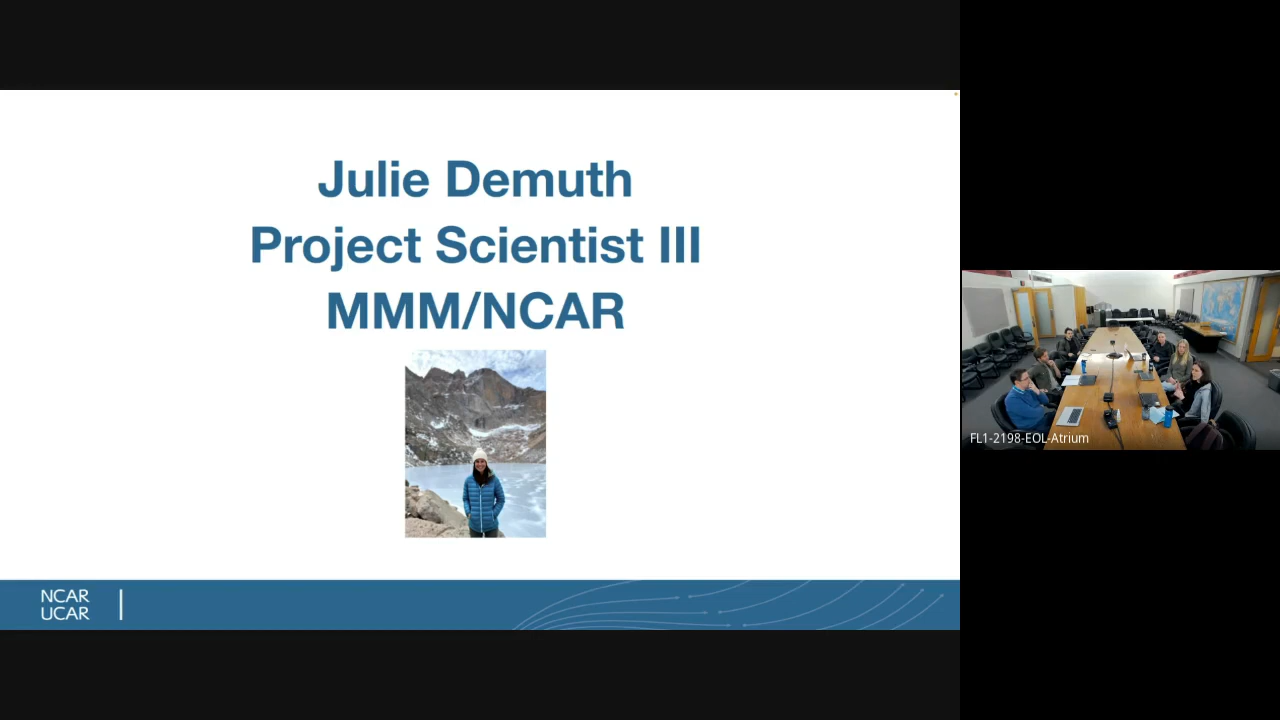 Julie Demuth
Project Scientist III
MMM/NCAR
NCAR
UCAR
FL1-2198-EOL-Atrium